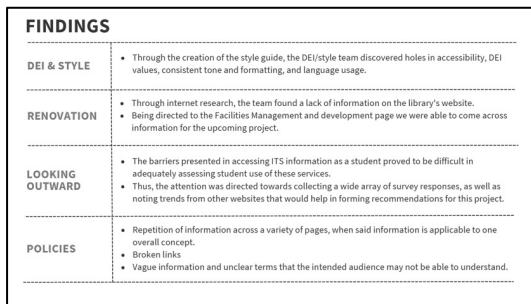 FINDINGS
DEI & STYLE
• Through the creation of the style guide, the DEI/style team discovered holes in accessibility, DEI
values, consistent tone and formatting, and language usage.
RENOVATION
• Through internet research, the team found a lack of information on the library's website.
• Being directed to the Facilities Management and development page we were able to come across
information for the upcoming project.
LOOKING
OUTWARD
• The barriers presented in accessing ITS information as a student proved to be difficult in
adequately assessing student use of these services.
• Thus, the attention was directed towards collecting a wide array of survey responses, as well as
noting trends from other websites that would help in forming recommendations for this project.
POLICIES
• Repetition of information across a variety of pages, when said information is applicable to one
overall concept.
• Broken links
• Vague information and unclear terms that the intended audience may not be able to understand.